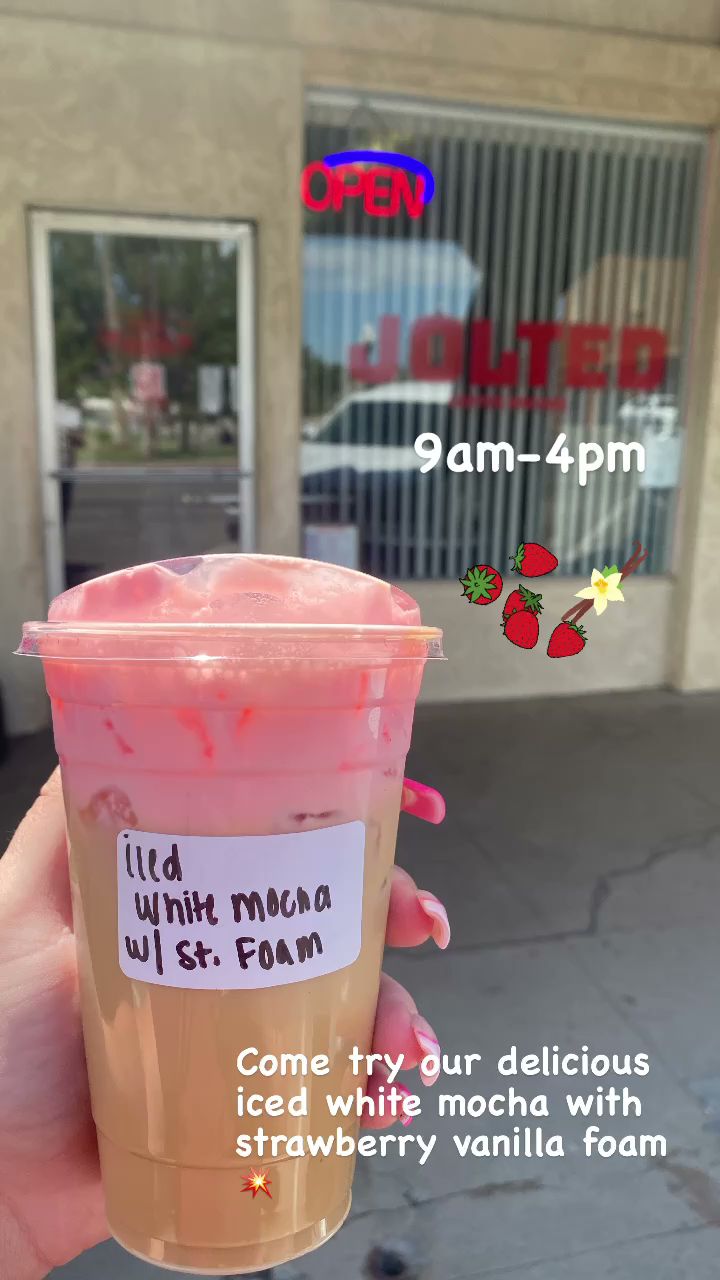 OPEN
JOLTED
9am-4pm
iced
white mocha
w/ st. Foam
Come try our delicious
iced white mocha with
strawberry vanilla foam
💥